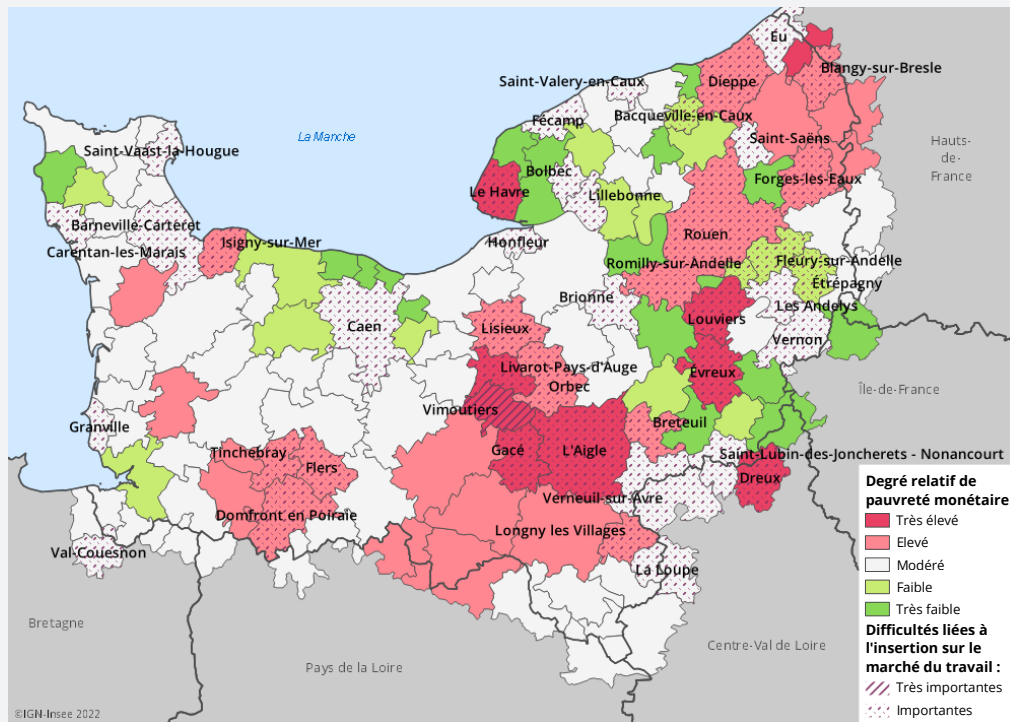 Eu
Blangy-sur-Bresle
Saint-Valery-en-Caux
Dieppe
Fécamp
Bacqueville-en-Caux
La Manche
Saint-Saëns
Hauts-
de-
France
Saint-Vaast-la-Hougue
Bolbec
Forges-les-Eaux
Le Havre
Lillebonne
Barneville-Carteret
Rouen
Isigny-sur-Mer
Honfleur
Carentan-les-Marais
Romilly-sur-Andelle
Fleury-sur-Andelle
Étrépagny
Brionne
Les Andelys
Caen
Lisieux
Louviers
Vernon
Livarot-Pays-d'Auge
Orbec
Évreux
Île-de-France
Vimoutiers
Granville
Breteuil
Tinchebray
Flers
Gacé
L'Aigle
Saint-Lubin-des-Joncherets - Nonancourt
Dreux
Verneuil-sur-Avre
Domfront en Poiraie
Longny les Villages
Val-Couesnon
La Loupe
Bretagne
Centre-Val de Loire
Pays de la Loire
Degré relatif de
pauvreté monétaire
Très élevé
Elevé
Modéré
Faible
Très faible
Difficultés liées à
l'insertion sur le
marché du travail :
Très importantes
Importantes
©IGN-Insee 2022